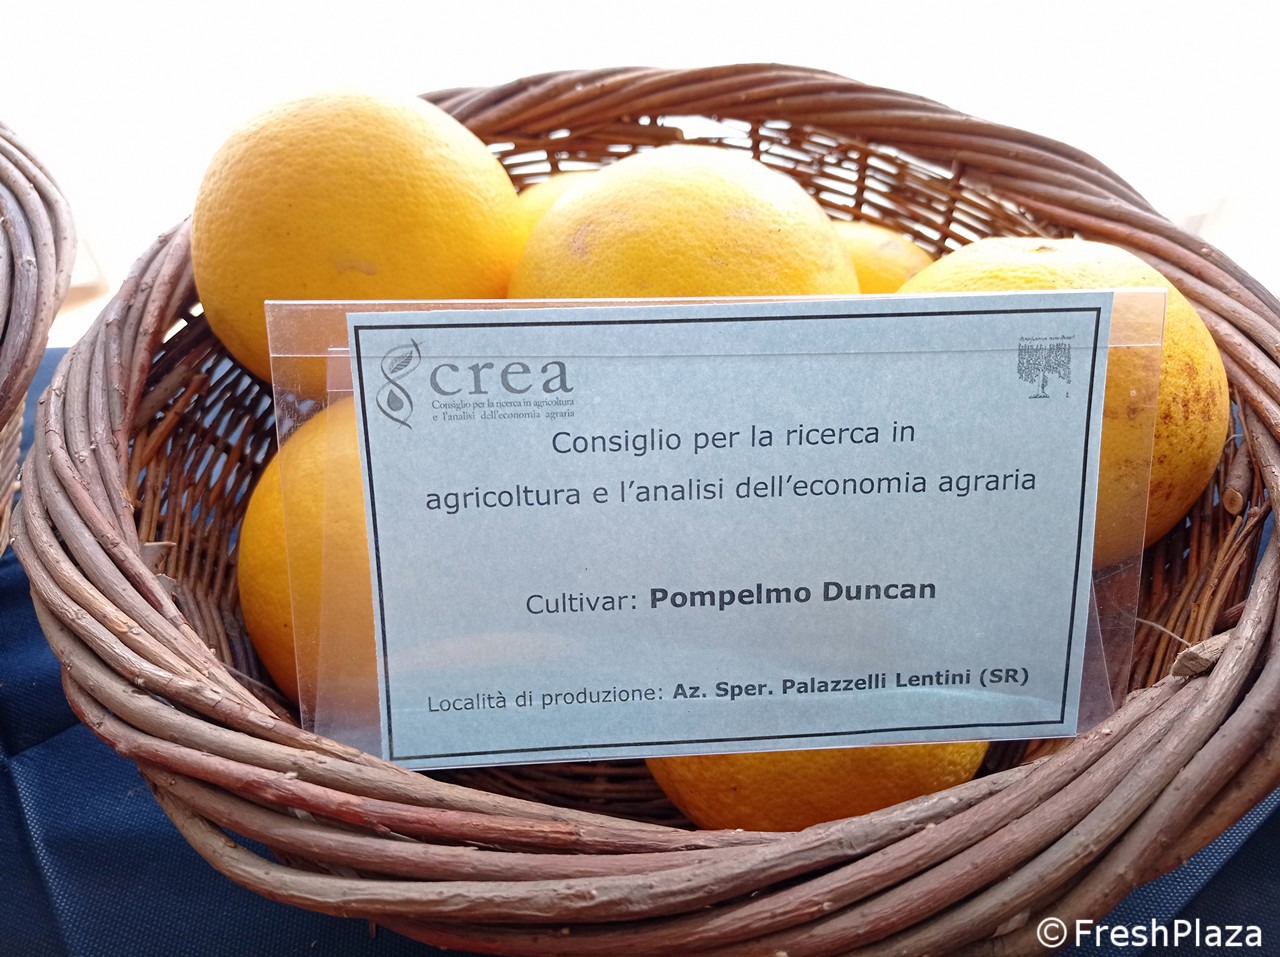 crea
Consiglio per la ricerca in agricoltura
e l'analisi dell'economia agraria
Consiglio per la ricerca in
agricoltura e l’analisi dell’economia agraria
Cultivar: Pompelmo Duncan
Località di produzione: Az. Sper. Palazzelli Lentini (SR)
©FreshPlaza